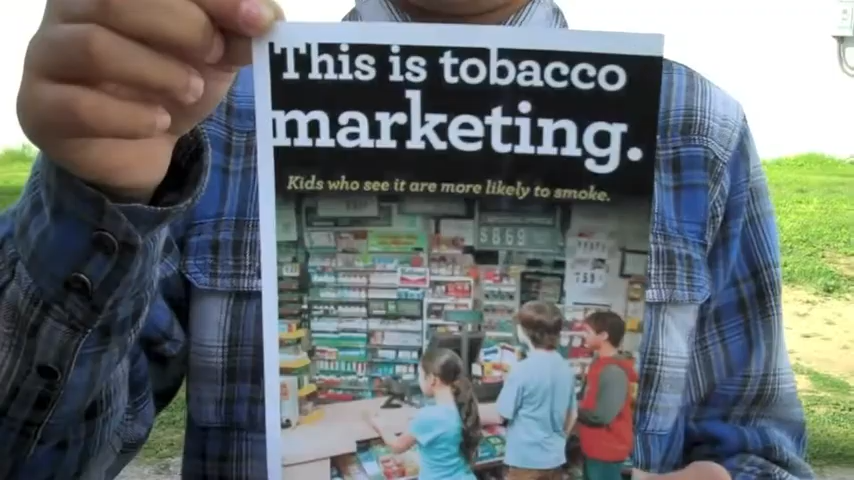 This is tobacco
marketing.
Kids who see it are more likely to smoke.